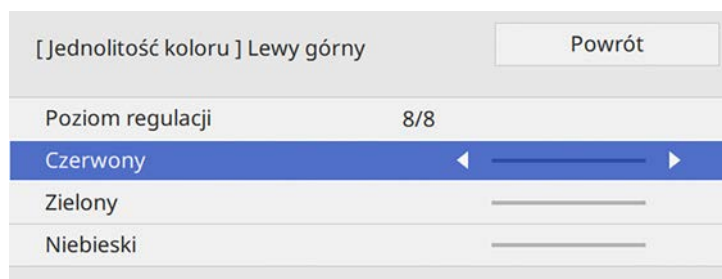 [ Jednolitość koloru ] Lewy górny
Powrót
Poziom regulacji 8/8
Czerwony
Zielony
Niebieski